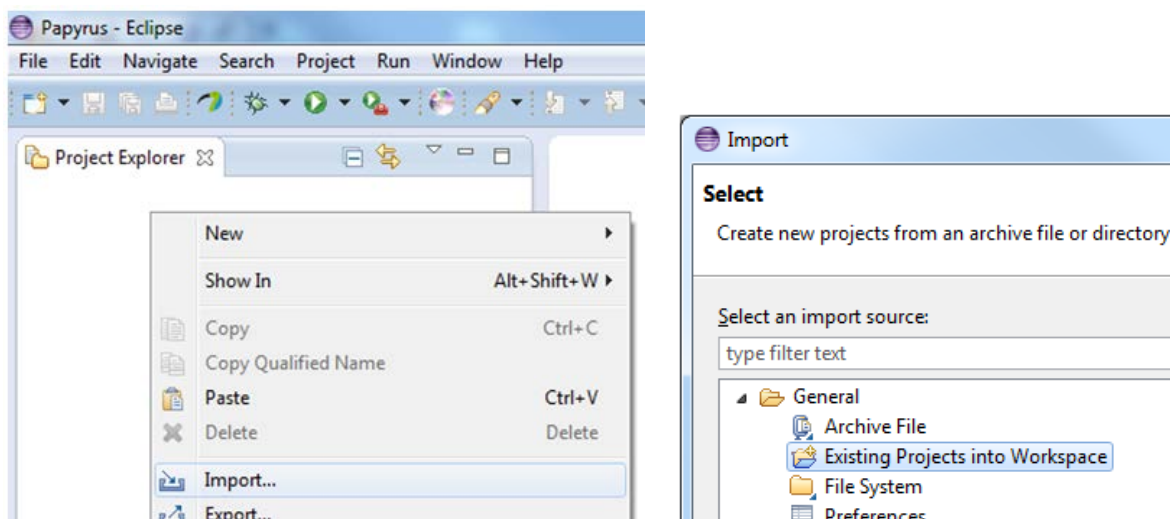 Papyrus - Eclipse
File Edit Navigate Search Project Run Window Help
Project Explorer
New
Show In Alt+Shift+W
Copy Ctrl+C
Copy Qualified Name
Paste Ctrl+V
Delete Delete
Import...
Export...
Import
Select
Create new projects from an archive file or directory
Select an import source:
type filter text
General
Archive File
Existing Projects into Workspace
File System
Preferences